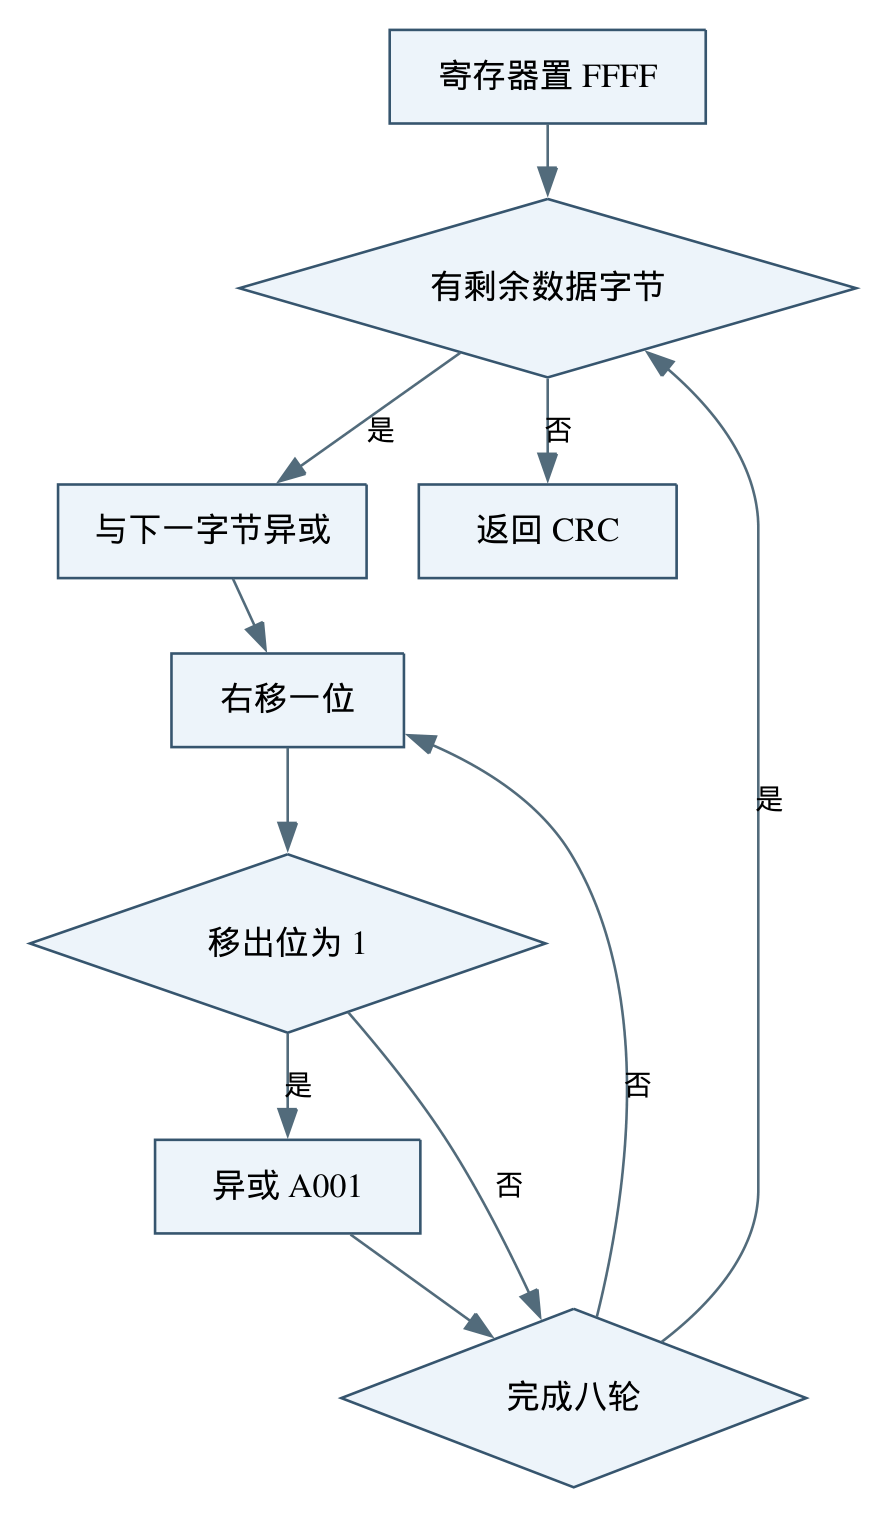 寄存器置 FFFF
有剩余数据字节
是
否
与下一字节异或
返回 CRC
右移一位
是
移出位为 1
是
否
异或 A001
否
完成八轮